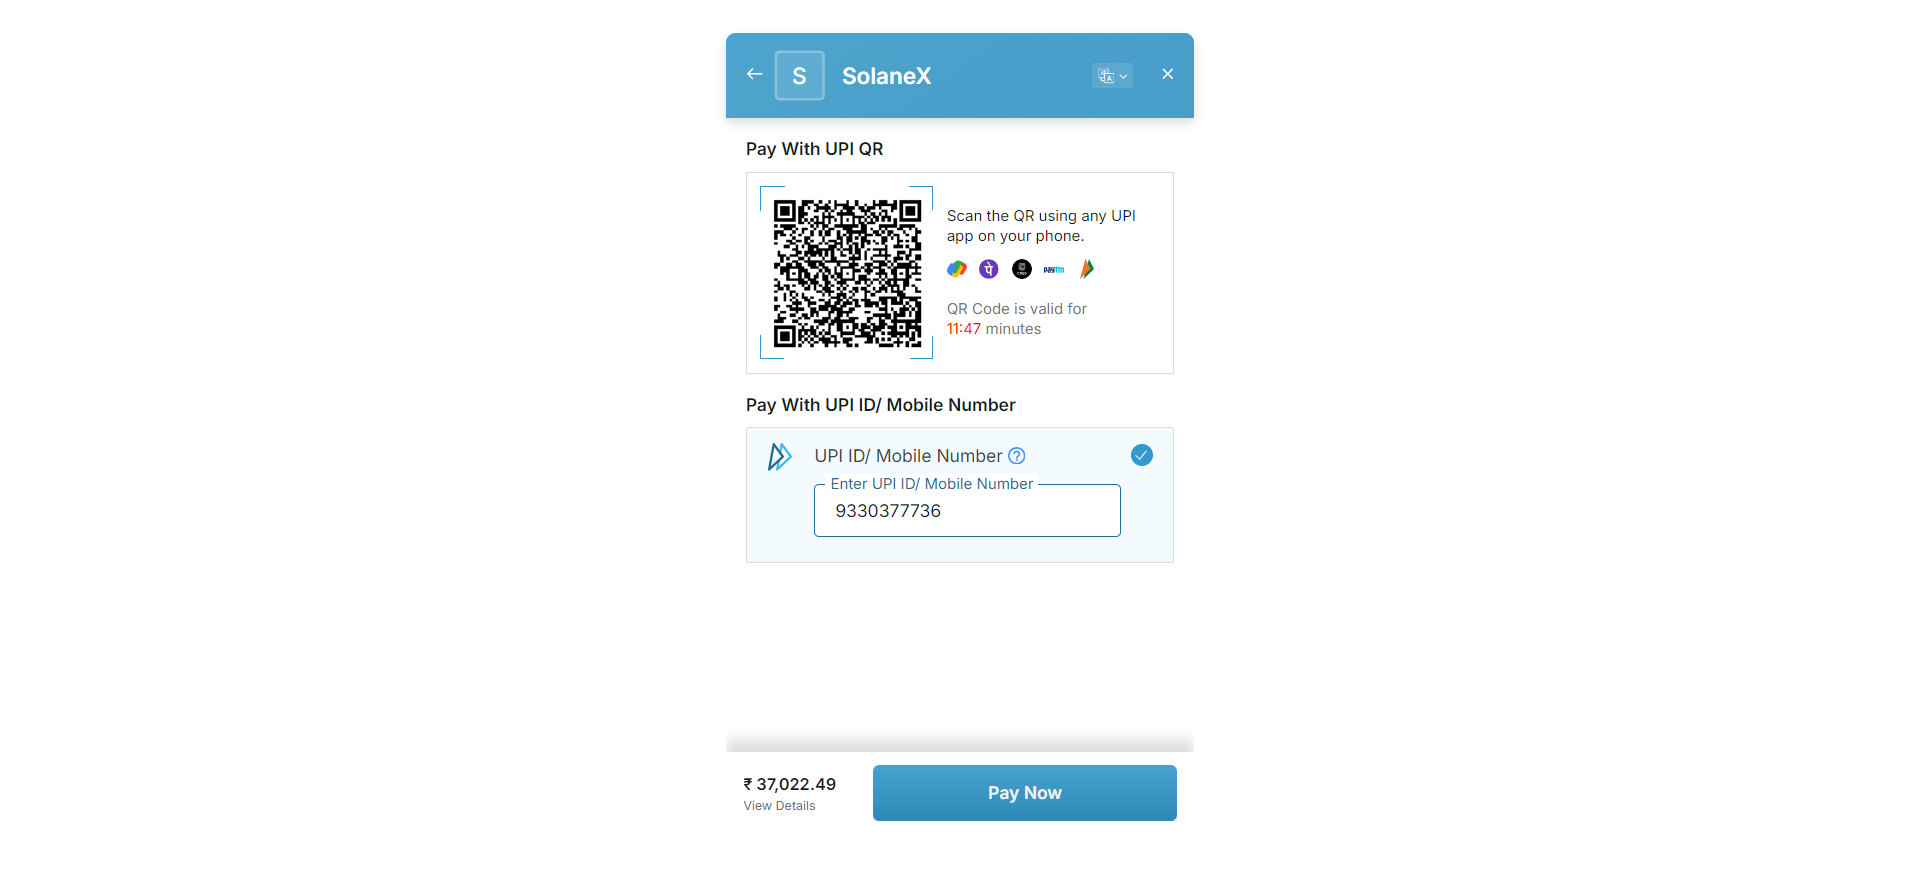 S
SolaneX
Pay With UPI QR
Scan the QR using any UPI
app on your phone.
paytm
QR Code is valid for
11:47 minutes
Pay With UPI ID/ Mobile Number
UPI ID/ Mobile Number ?
Enter UPI ID/ Mobile Number
9330377736
₹ 37,022.49
View Details
Pay Now